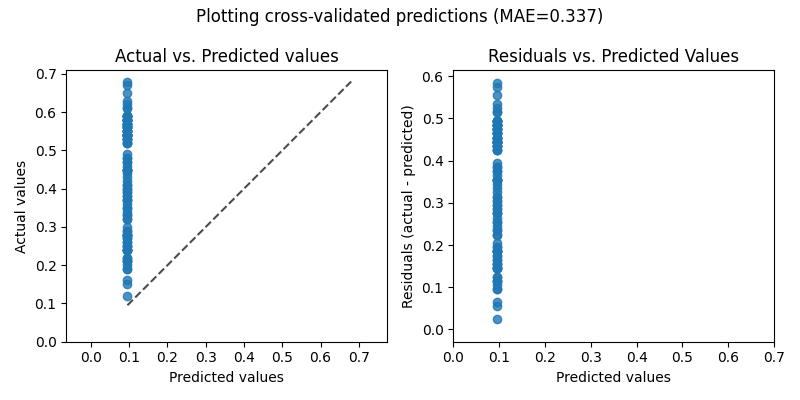 Plotting cross-validated predictions (MAE=0.337)
Actual vs. Predicted values
0.7
0.6
0.5
0.4
0.3
0.2
0.1
0.0
Actual values
0.0 0.1 0.2 0.3 0.4 0.5 0.6 0.7
Predicted values
Residuals vs. Predicted Values
0.6
0.5
0.4
0.3
0.2
0.1
0.0
Residuals (actual - predicted)
0.0 0.1 0.2 0.3 0.4 0.5 0.6 0.7
Predicted values